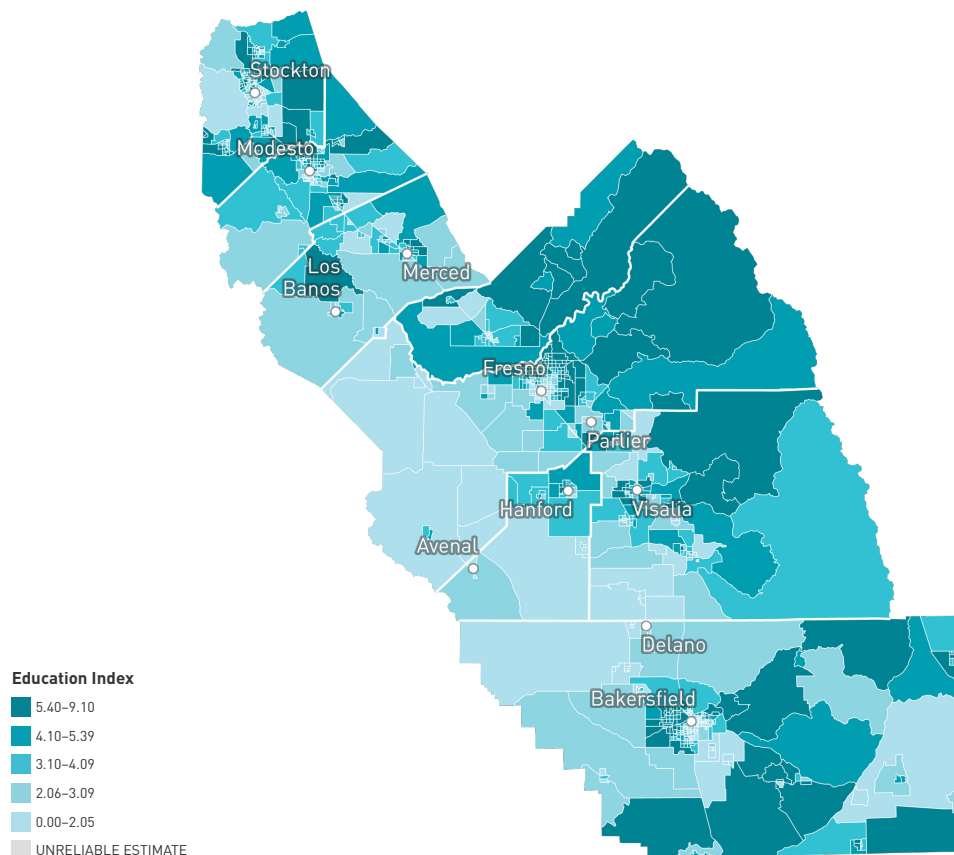 Stockton
Modesto
Los
Banos
Merced
Fresno
Parlier
Hanford
Visalia
Avenal
Delano
Bakersfield
Education Index
5.40–9.10
4.10–5.39
3.10–4.09
2.06–3.09
0.00–2.05
UNRELIABLE ESTIMATE